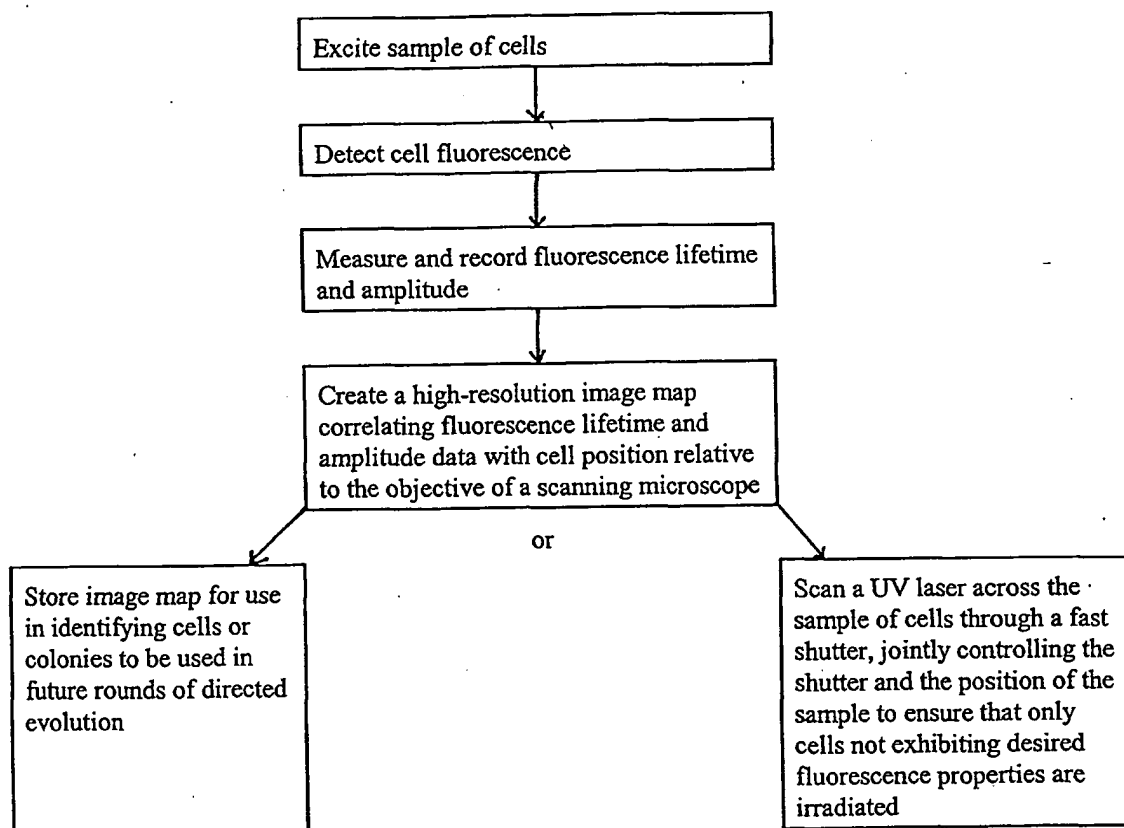 Excite sample of cells
Detect cell fluorescence
Measure and record fluorescence lifetime
and amplitude
Create a high-resolution image map
correlating fluorescence lifetime and
amplitude data with cell position relative
to the objective of a scanning microscope
or
Store image map for use
in identifying cells or
colonies to be used in
future rounds of directed
evolution
Scan a UV laser across the
sample of cells through a fast
shutter, jointly controlling the
shutter and the position of the
sample to ensure that only
cells not exhibiting desired
fluorescence properties are
irradiated